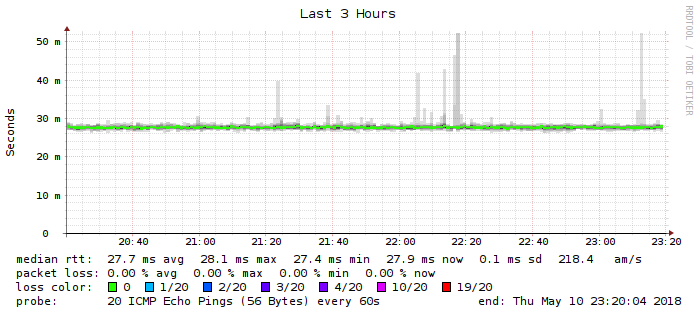 Last 3 Hours
RRDTOOL / TOBI OETIKER
Seconds
50 m
40 m
30 m
20 m
10 m
0
20:40 21:00 21:20 21:40 22:00 22:20 22:40 23:00 23:20
median rtt: 27.7 ms avg 28.1 ms max 27.4 ms min 27.9 ms now 0.1 ms sd 218.4 am/s
packet loss: 0.00 % avg 0.00 % max 0.00 % min 0.00 % now
loss color: 0 1/20 2/20 3/20 4/20 10/20 19/20
probe: 20 ICMP Echo Pings (56 Bytes) every 60s end: Thu May 10 23:20:04 2018